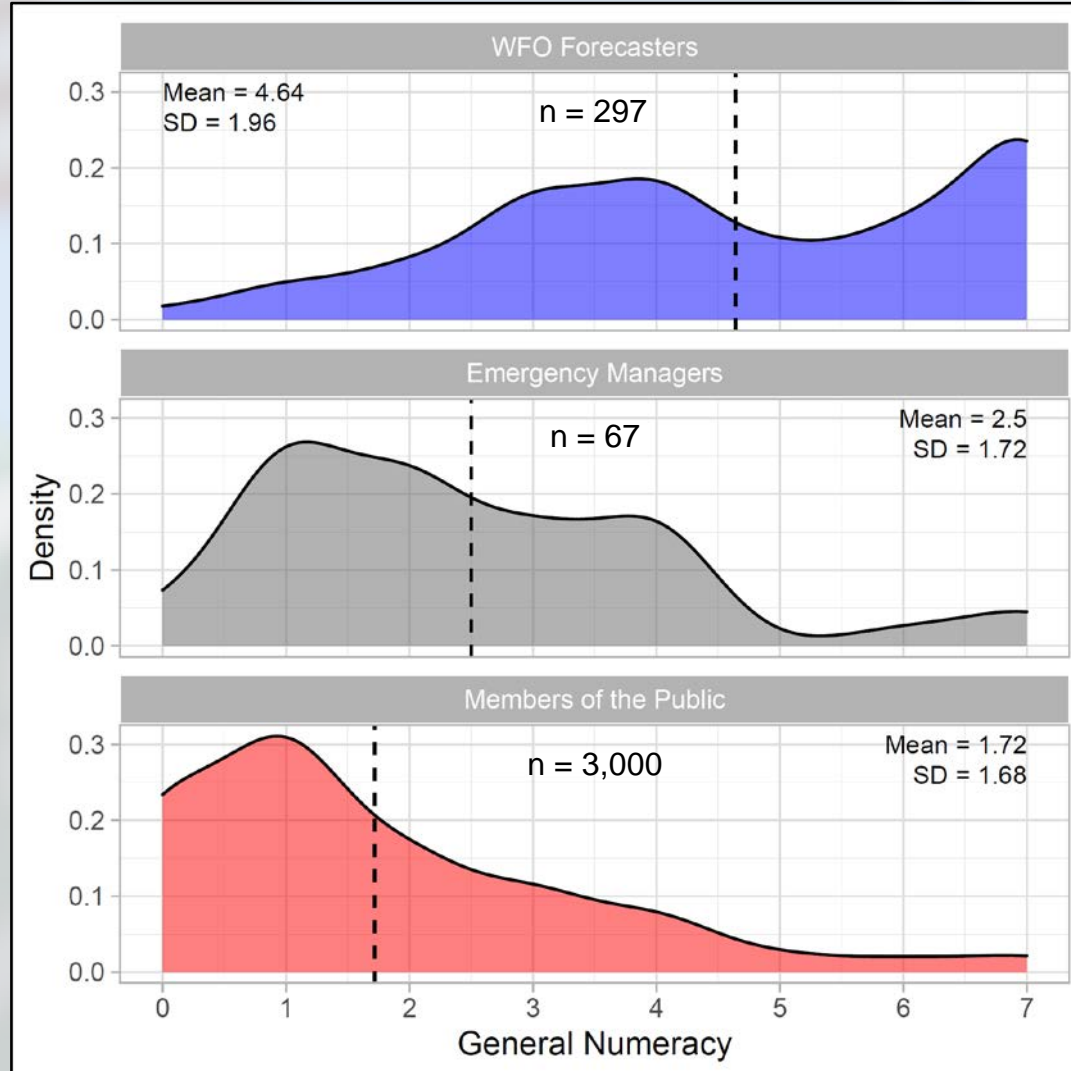 WFO Forecasters
Mean = 4.64
SD = 1.96
n = 297
0.3
0.2
0.1
0.0
Emergency Managers
Mean = 2.5
SD = 1.72
n = 67
0.3
0.2
0.1
0.0
Density
Members of the Public
Mean = 1.72
SD = 1.68
n = 3,000
0.3
0.2
0.1
0.0
0 1 2 3 4 5 6 7
General Numeracy